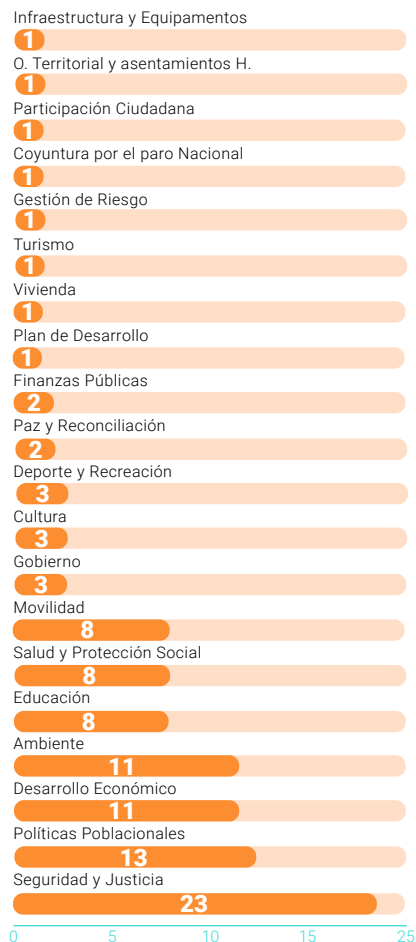 Infraestructura y Equipamentos
1
O. Territorial y asentamientos H.
1
Participación Ciudadana
1
Coyuntura por el paro Nacional
1
Gestión de Riesgo
1
Turismo
1
Vivienda
1
Plan de Desarrollo
1
Finanzas Públicas
2
Paz y Reconciliación
2
Deporte y Recreación
3
Cultura
3
Gobierno
3
Movilidad
8
Salud y Protección Social
8
Educación
8
Ambiente
11
Desarrollo Económico
11
Políticas Poblacionales
13
Seguridad y Justicia
23
0 5 10 15 25